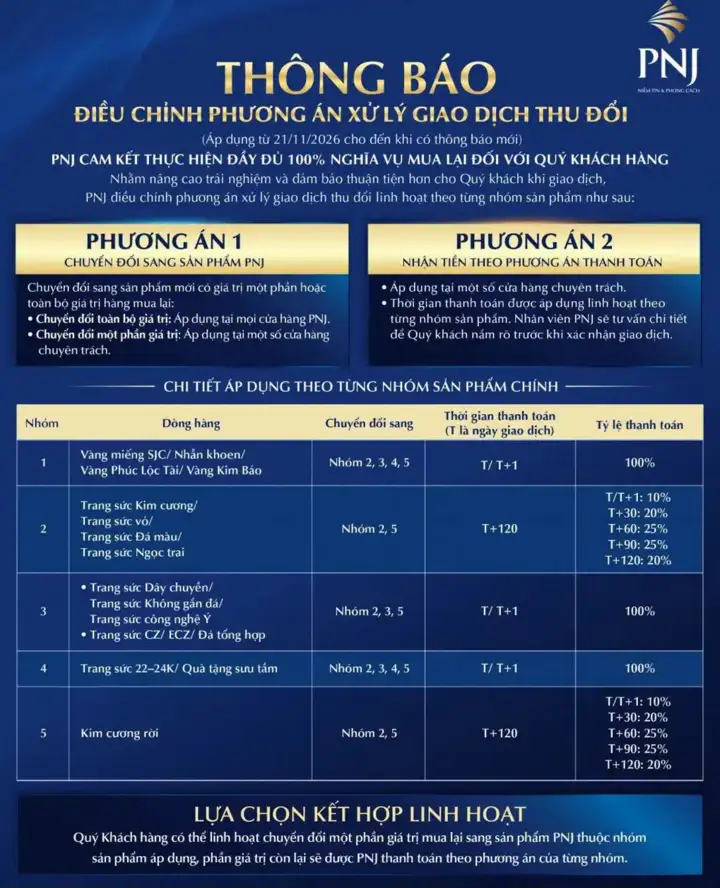 PNJ
NIỀM TIN & PHONG CÁCH
THÔNG BÁO
ĐIỀU CHỈNH PHƯƠNG ÁN XỬ LÝ GIAO DỊCH THU ĐỔI
(Áp dụng từ 21/11/2026 cho đến khi có thông báo mới)
PNJ CAM KẾT THỰC HIỆN ĐẦY ĐỦ 100% NGHĨA VỤ MUA LẠI ĐỐI VỚI QUÝ KHÁCH HÀNG
Nhằm nâng cao trải nghiệm và đảm bảo thuận tiện hơn cho Quý khách khi giao dịch,
PNJ điều chỉnh phương án xử lý giao dịch thu đổi linh hoạt theo từng nhóm sản phẩm như sau:
PHƯƠNG ÁN 1
CHUYỂN ĐỔI SANG SẢN PHẨM PNJ
Chuyển đổi sang sản phẩm mới có giá trị một phần hoặc
toàn bộ giá trị hàng mua lại:
• Chuyển đổi toàn bộ giá trị: Áp dụng tại mọi cửa hàng PNJ.
• Chuyển đổi một phần giá trị: Áp dụng tại một số cửa hàng
chuyên trách.
PHƯƠNG ÁN 2
NHẬN TIỀN THEO PHƯƠNG ÁN THANH TOÁN
• Áp dụng tại một số cửa hàng chuyên trách.
• Thời gian thanh toán được áp dụng linh hoạt theo
từng nhóm sản phẩm. Nhân viên PNJ sẽ tư vấn chi tiết
để Quý khách nắm rõ trước khi xác nhận giao dịch.
CHI TIẾT ÁP DỤNG THEO TỪNG NHÓM SẢN PHẨM CHÍNH
Nhóm
Dòng hàng
Chuyển đổi sang
Thời gian thanh toán
(T là ngày giao dịch)
Tỷ lệ thanh toán
1
Vàng miếng SJC/ Nhẫn khoen/
Vàng Phúc Lộc Tài/ Vàng Kim Bảo
Nhóm 2, 3, 4, 5
T/ T+1
100%
2
Trang sức Kim cương/
Trang sức vỏ/
Trang sức Đá màu/
Trang sức Ngọc trai
Nhóm 2, 5
T+120
T/T+1: 10%
T+30: 20%
T+60: 25%
T+90: 25%
T+120: 20%
3
• Trang sức Dây chuyền/
Trang sức Không gắn đá/
Trang sức công nghệ Ý
• Trang sức CZ/ ECZ/ Đá tổng hợp
Nhóm 2, 3, 5
T/ T+1
100%
4
Trang sức 22–24K/ Quà tặng sưu tầm
Nhóm 2, 3, 4, 5
T/ T+1
100%
5
Kim cương rời
Nhóm 2, 5
T+120
T/T+1: 10%
T+30: 20%
T+60: 25%
T+90: 25%
T+120: 20%
LỰA CHỌN KẾT HỢP LINH HOẠT
Quý Khách hàng có thể linh hoạt chuyển đổi một phần giá trị mua lại sang sản phẩm PNJ thuộc nhóm
sản phẩm áp dụng, phần giá trị còn lại sẽ được PNJ thanh toán theo phương án của từng nhóm.